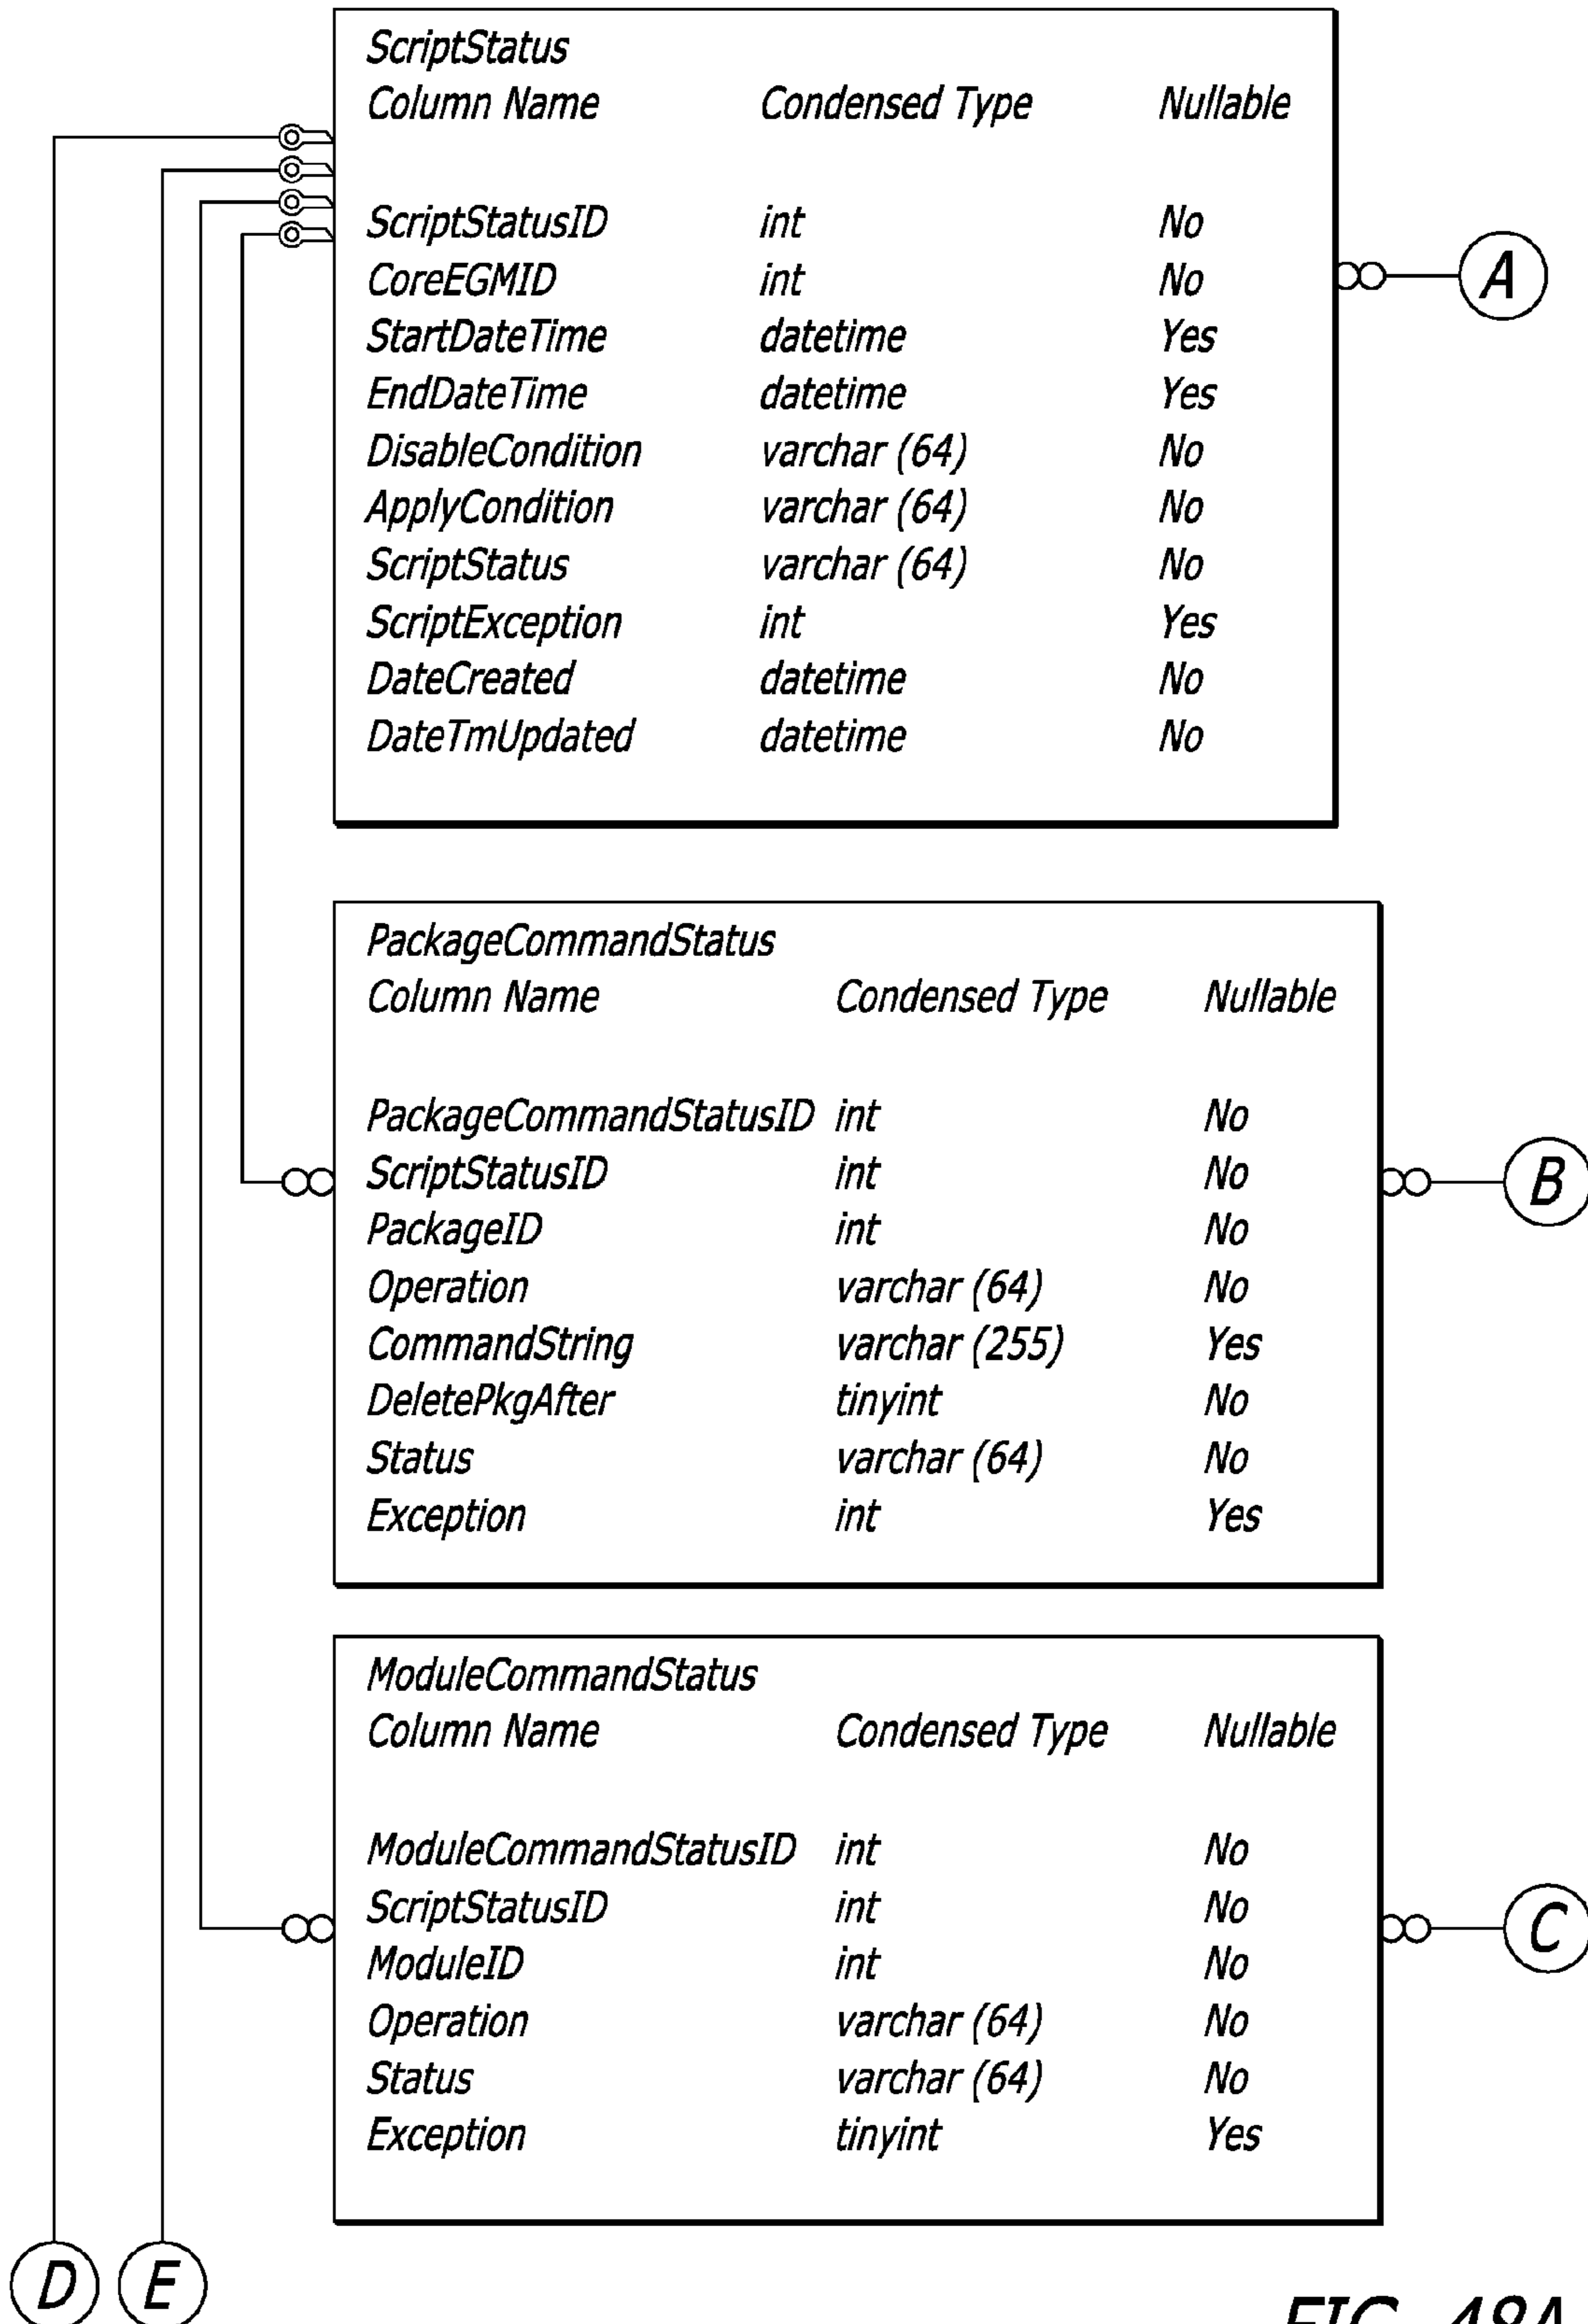 ScriptStatus
Column Name Condensed Type Nullable
ScriptStatusID int No
CoreEGMID int No
A
StartDateTime datetime Yes
EndDateTime datetime Yes
DisableCondition varchar (64) No
ApplyCondition varchar (64) No
ScriptStatus varchar (64) No
ScriptException int Yes
DateCreated datetime No
DateTmUpdated datetime No
PackageCommandStatus
Column Name Condensed Type Nullable
PackageCommandStatusID int No
ScriptStatusID int No
B
PackageID int No
Operation varchar (64) No
CommandString varchar (255) Yes
DeletePkgAfter tinyint No
Status varchar (64) No
Exception int Yes
ModuleCommandStatus
Column Name Condensed Type Nullable
ModuleCommandStatusID int No
ScriptStatusID int No
C
ModuleID int No
Operation varchar (64) No
Status varchar (64) No
Exception tinyint Yes
D E
FIG. 48A